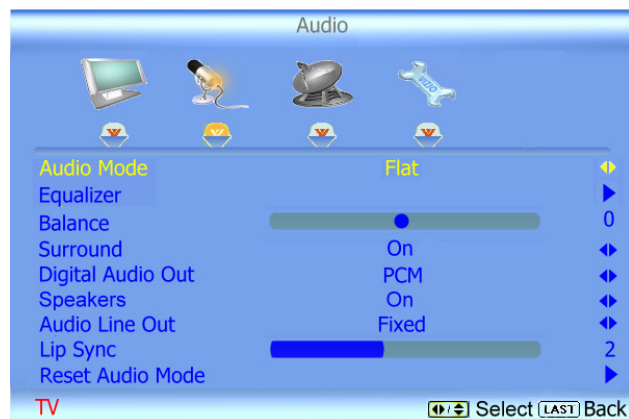 Audio
VIZIO
Audio Mode Flat
Equalizer
Balance 0
Surround On
Digital Audio Out PCM
Speakers On
Audio Line Out Fixed
Lip Sync 2
Reset Audio Mode
TV Select LAST Back